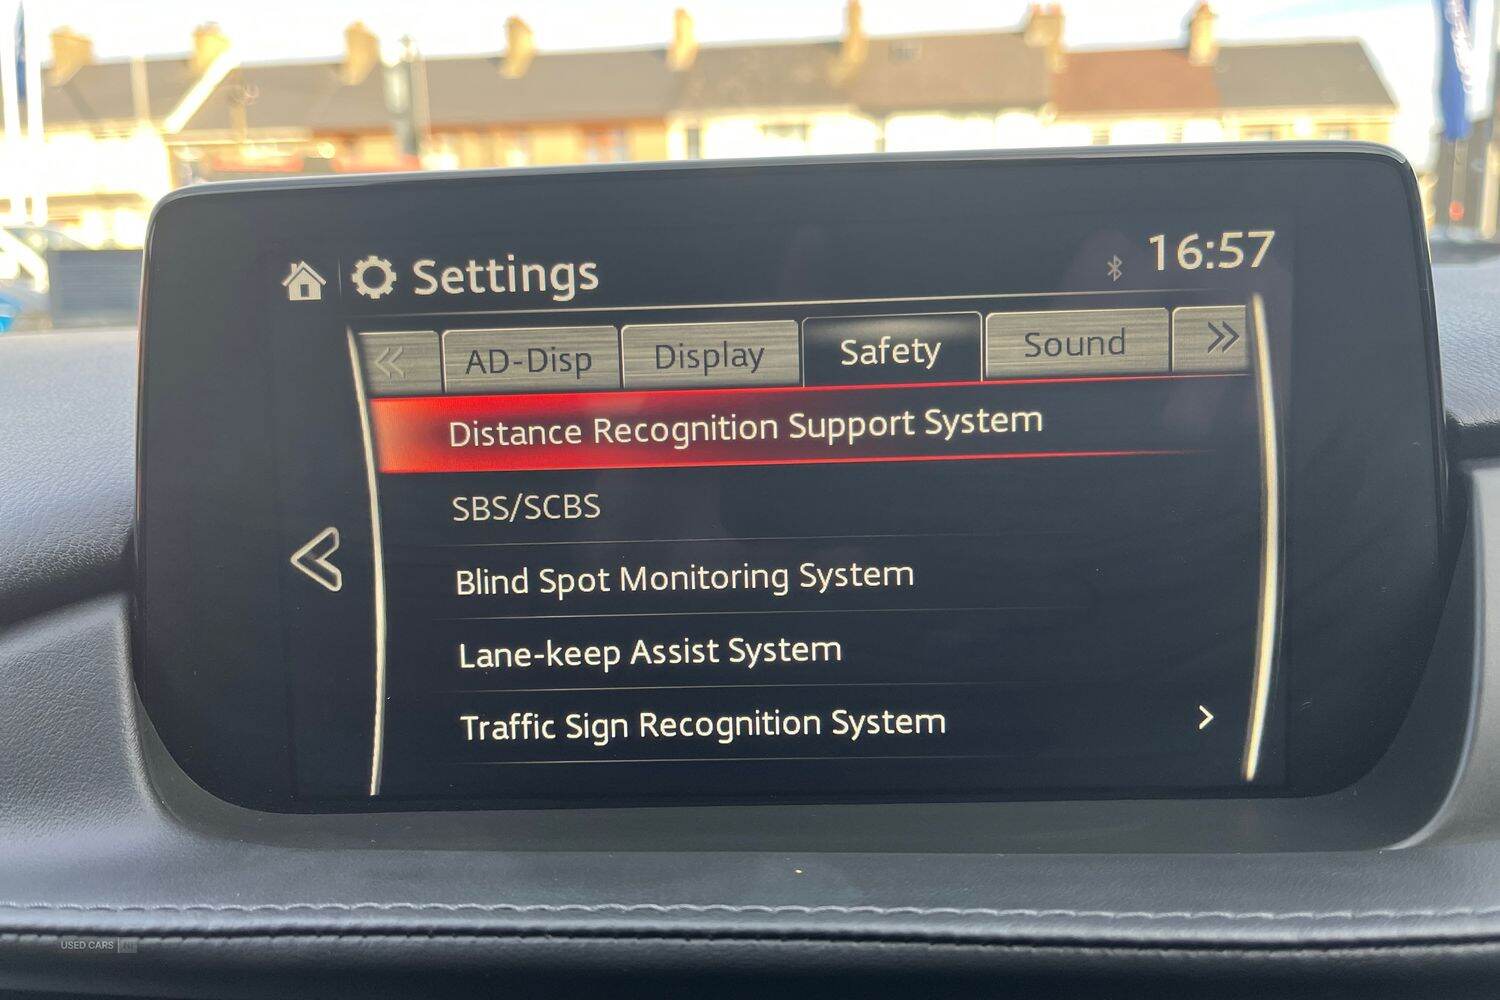 Settings
16:57
AD-Disp
Display
Safety
Sound
Distance Recognition Support System
SBS/SCBS
Blind Spot Monitoring System
Lane-keep Assist System
Traffic Sign Recognition System
USED CARS